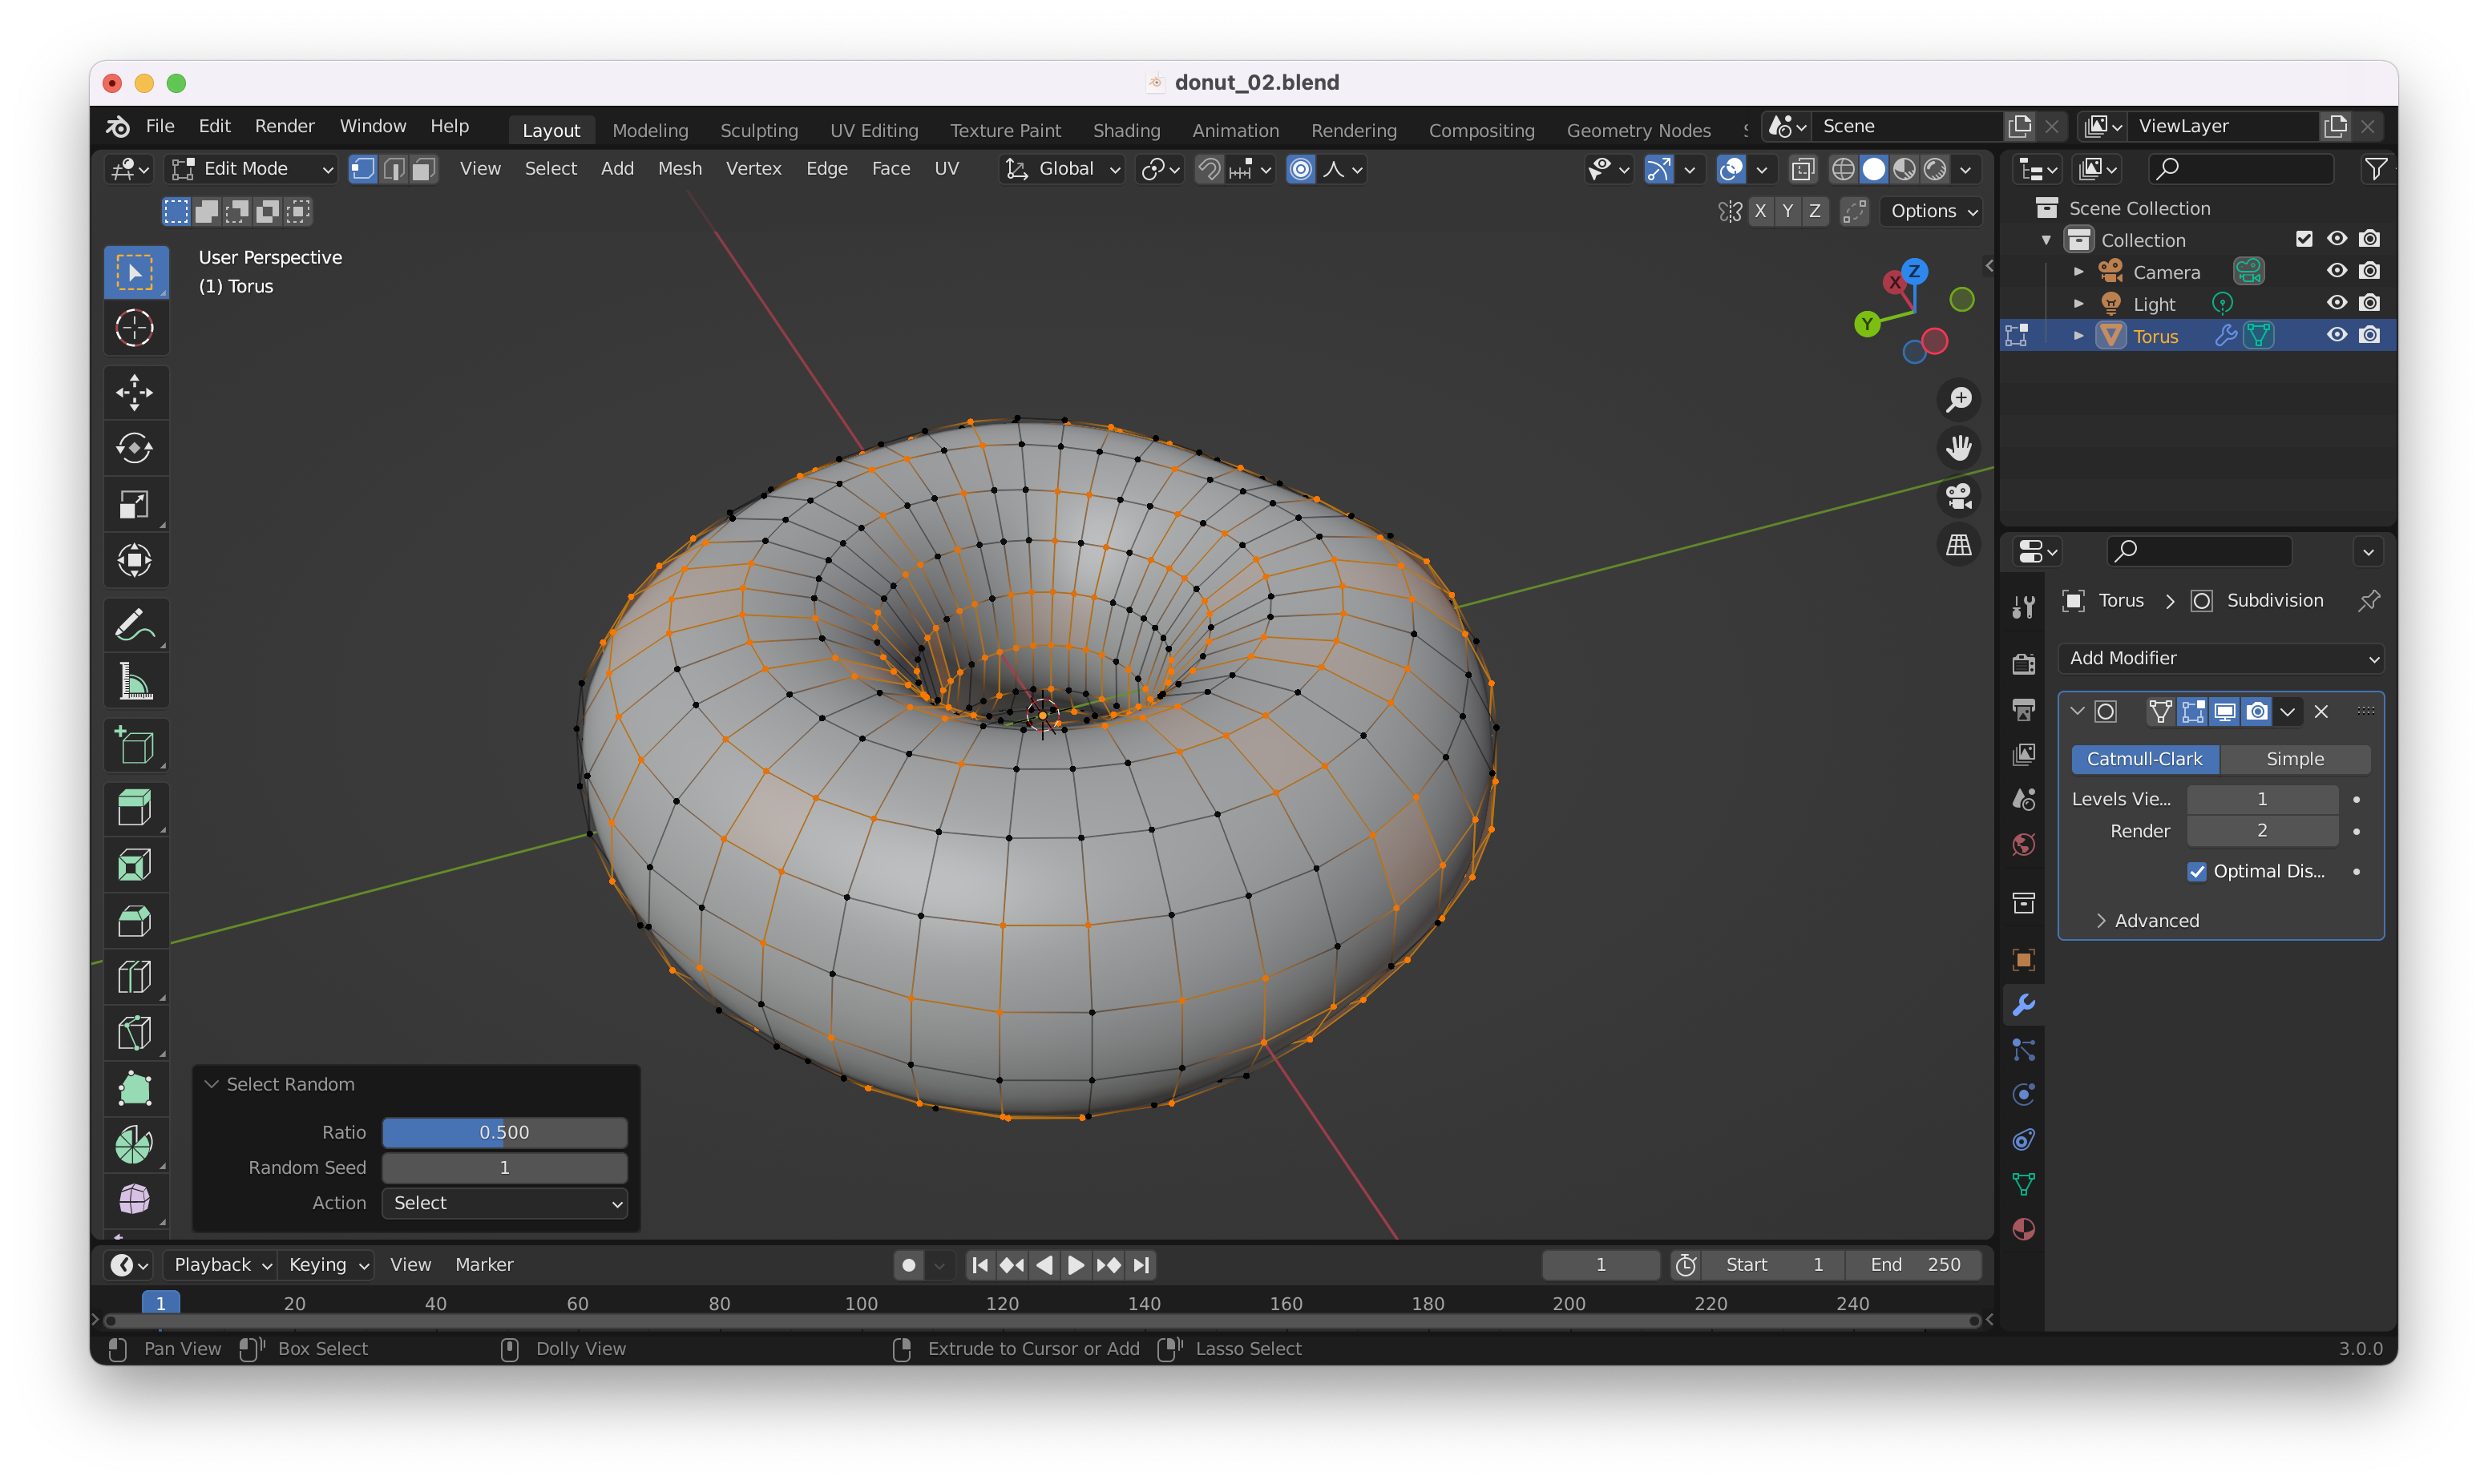 donut_02.blend
File Edit Render Window Help Layout Modeling Sculpting UV Editing Texture Paint Shading Animation Rendering Compositing Geometry Nodes Scene ViewLayer
Edit Mode View Select Add Mesh Vertex Edge Face UV Global
X Y Z Options
User Perspective
(1) Torus
Z
X
Y
Scene Collection
Collection
Camera
Light
Torus
Torus Subdivision
Add Modifier
Catmull-Clark Simple
Levels Vie... 1
Render 2
Optimal Dis...
Advanced
Select Random
Ratio 0.500
Random Seed 1
Action Select
Playback Keying View Marker 1 Start 1 End 250
1 20 40 60 80 100 120 140 160 180 200 220 240
Pan View Box Select Dolly View Extrude to Cursor or Add Lasso Select 3.0.0